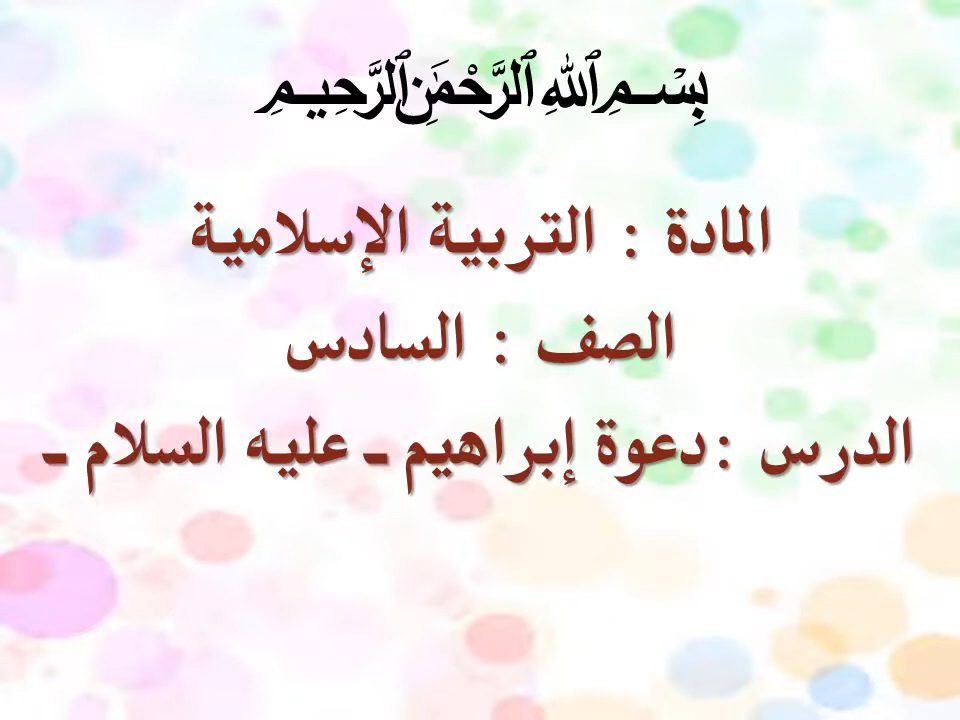 بِسْمِ ٱللَّهِ ٱلرَّحْمَٰنِ ٱلرَّحِيمِ
المادة : التربية الإسلامية
الصف : السادس
الدرس :دعوة إبراهيم ـ عليه السلام ـ